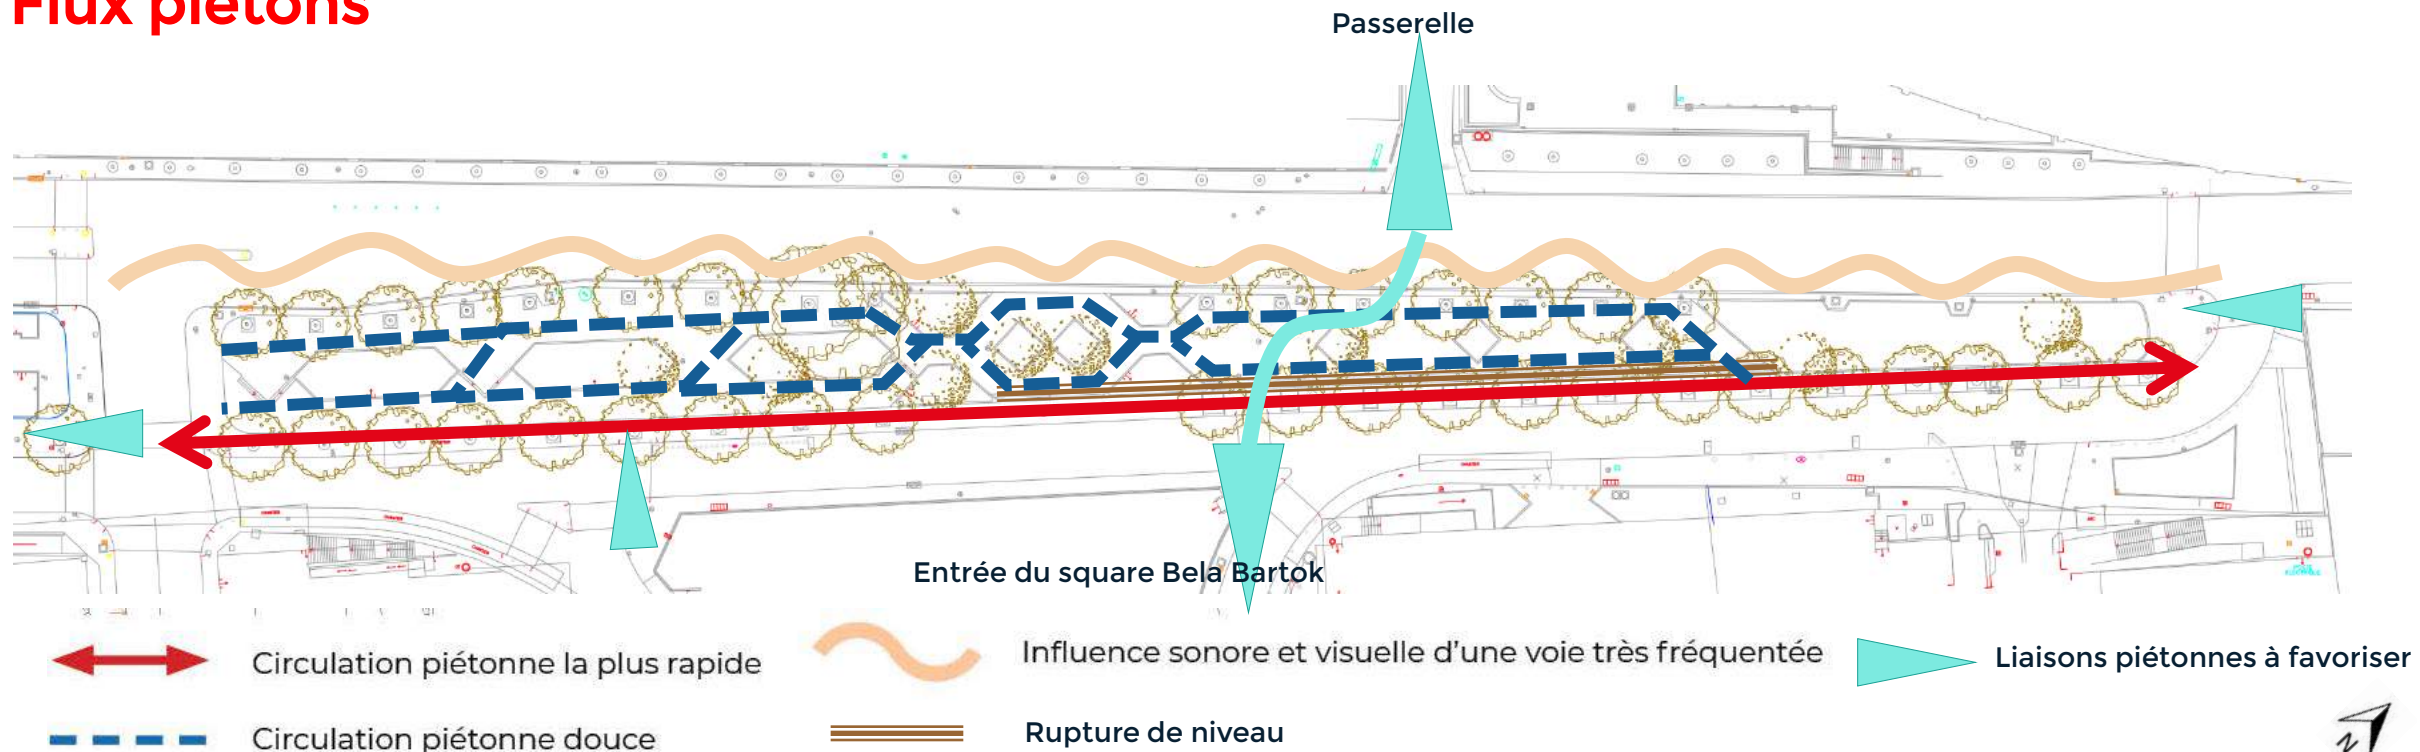 Flux piétons
Passerelle
Entrée du square Bela Bartok
Circulation piétonne la plus rapide
Influence sonore et visuelle d'une voie très fréquentée
Liaisons piétonnes à favoriser
Circulation piétonne douce
Rupture de niveau
N